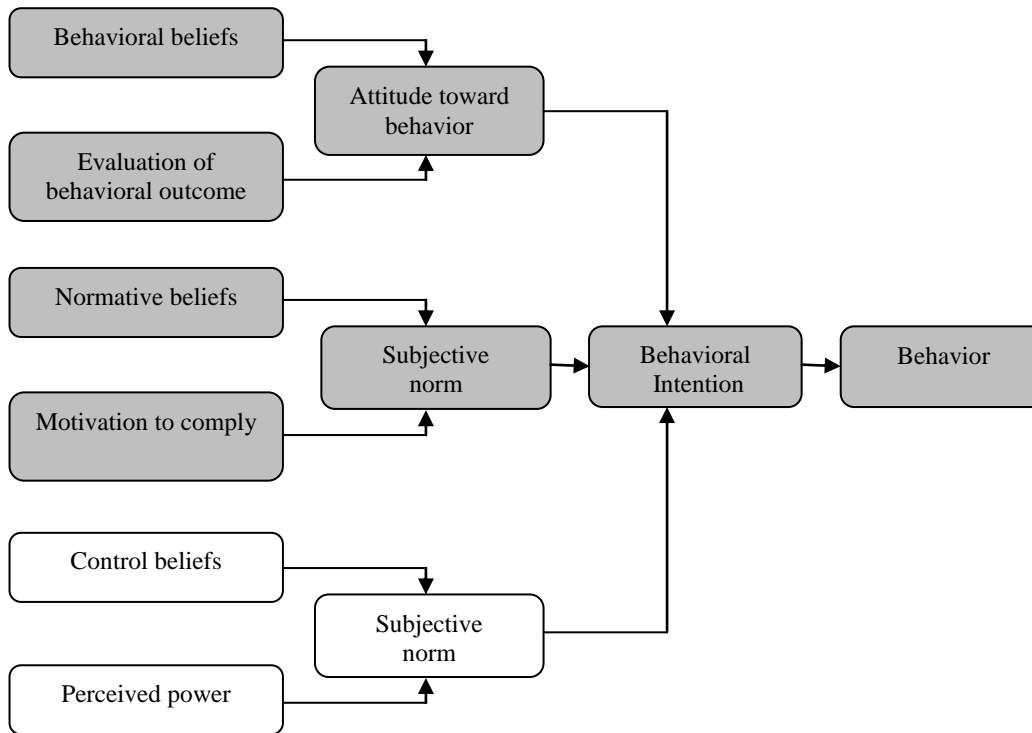 Behavioral beliefs
Attitude toward
behavior
Evaluation of
behavioral outcome
Normative beliefs
Subjective
norm
Behavioral
Intention
Behavior
Motivation to comply
Control beliefs
Subjective
norm
Perceived power